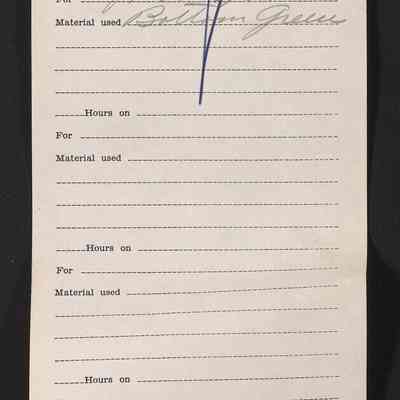 For
Material used Bottom Green
Hours on
For
Material used
Hours on
For
Material used
Hours on